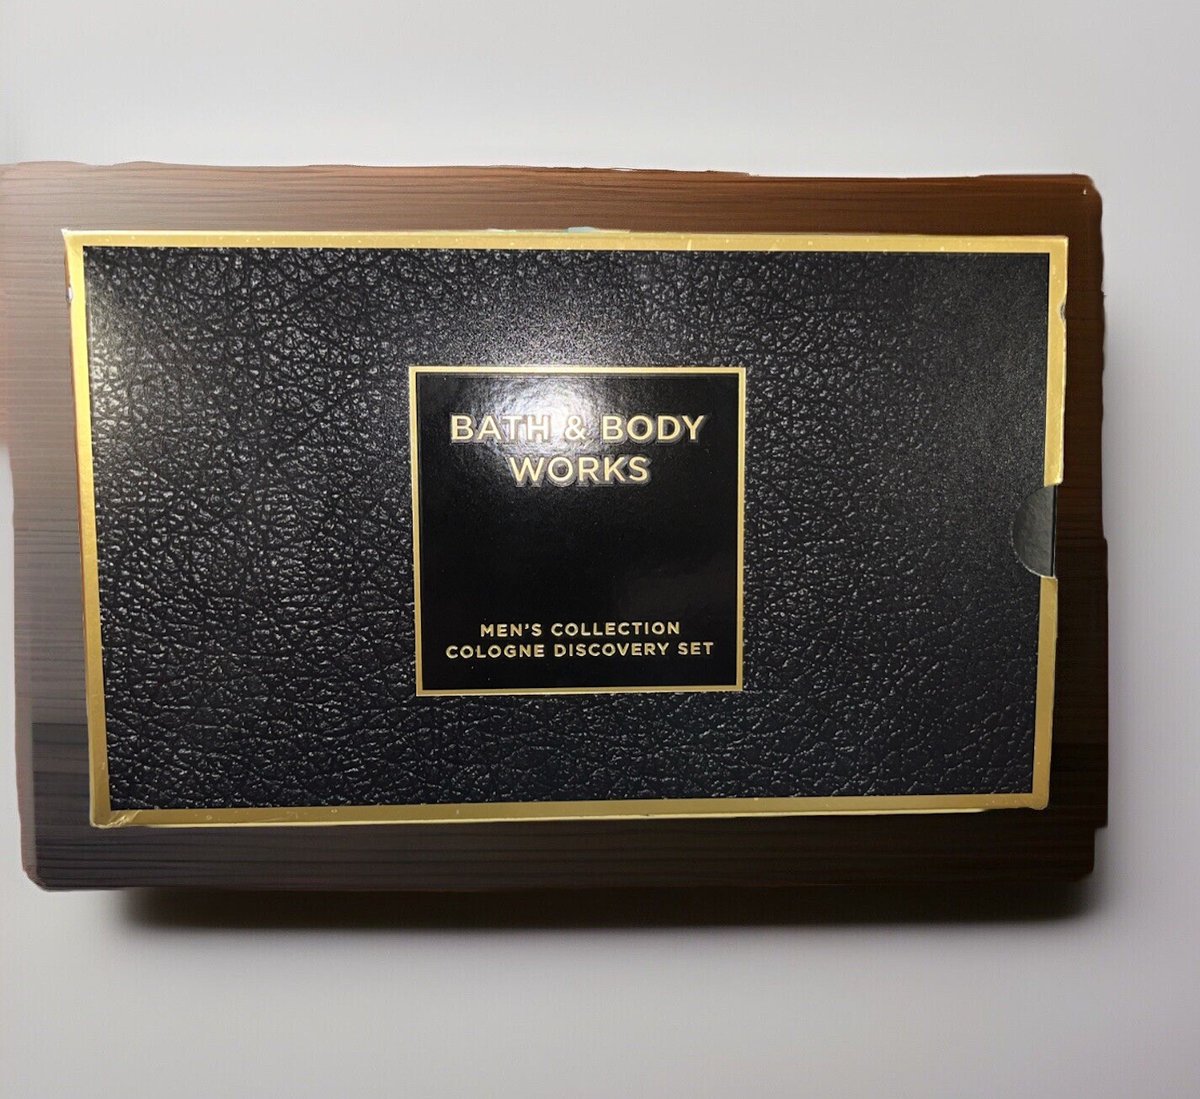 BATH & BODY
WORKS
MEN'S COLLECTION
COLOGNE DISCOVERY SET